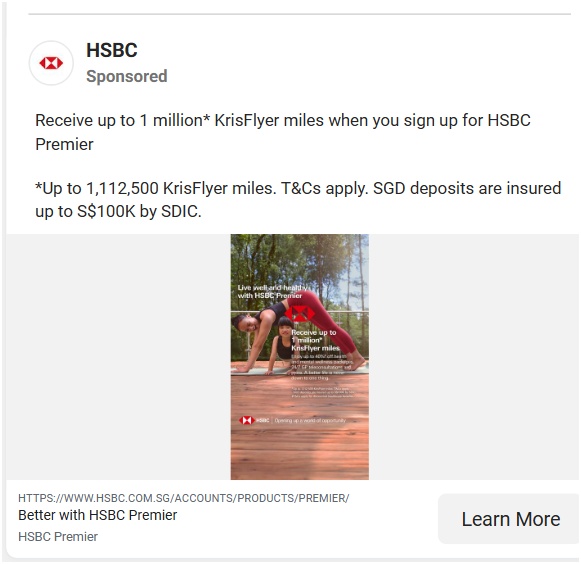 HSBC
Sponsored
Receive up to 1 million* KrisFlyer miles when you sign up for HSBC
Premier
*Up to 1,112,500 KrisFlyer miles. T&Cs apply. SGD deposits are insured
up to S$100K by SDIC.
Live well and healthy
with HSBC Premier
Receive up to
1 million*
KrisFlyer miles
HSBC | Opening up a world of opportunity
HTTPS://WWW.HSBC.COM.SG/ACCOUNTS/PRODUCTS/PREMIER/
Better with HSBC Premier
HSBC Premier
Learn More